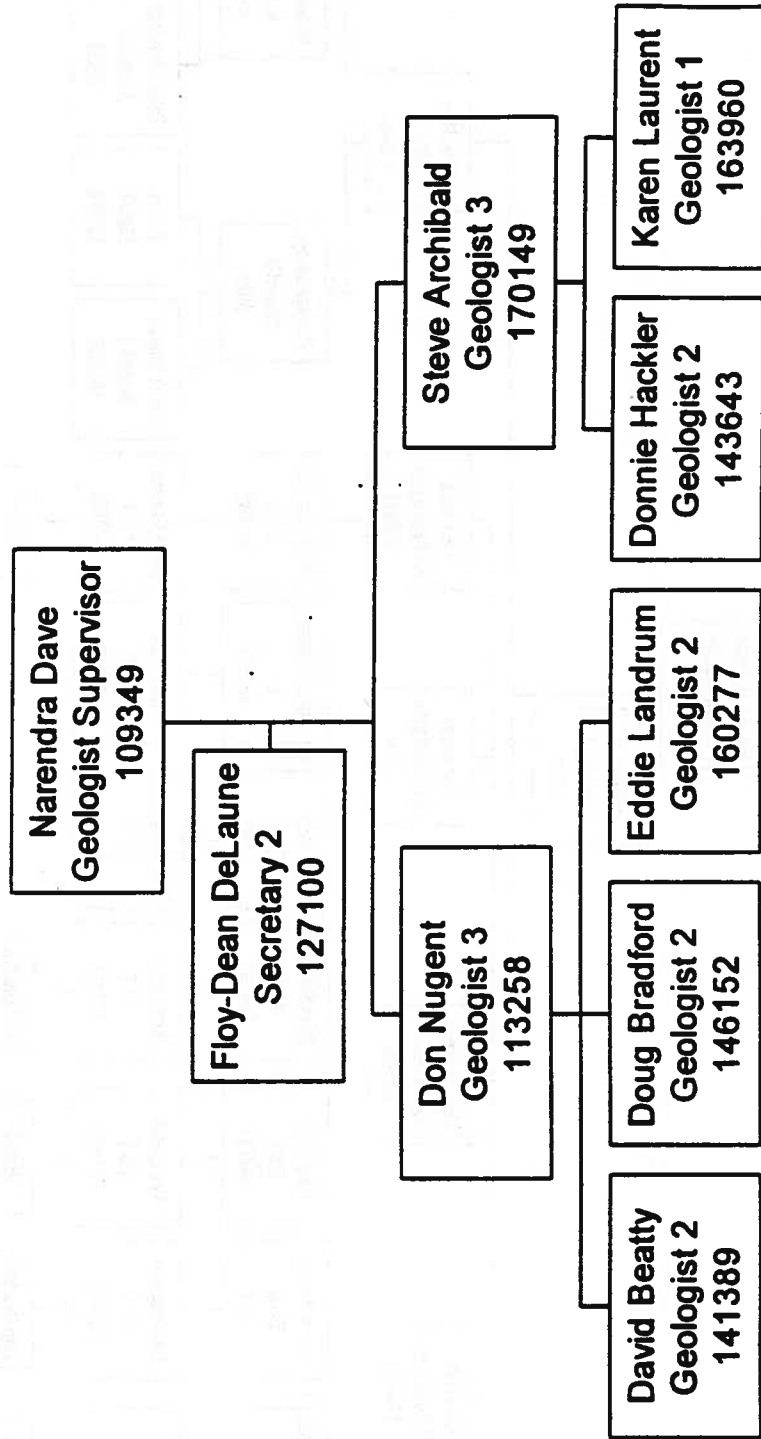 Narendra Dave
Geologist Supervisor
109349
Floy-Dean DeLaune
Secretary 2
127100
Don Nugent
Geologist 3
113258
Steve Archibald
Geologist 3
170149
David Beatty
Geologist 2
141389
Doug Bradford
Geologist 2
146152
Eddie Landrum
Geologist 2
160277
Donnie Hackler
Geologist 2
143643
Karen Laurent
Geologist 1
163960